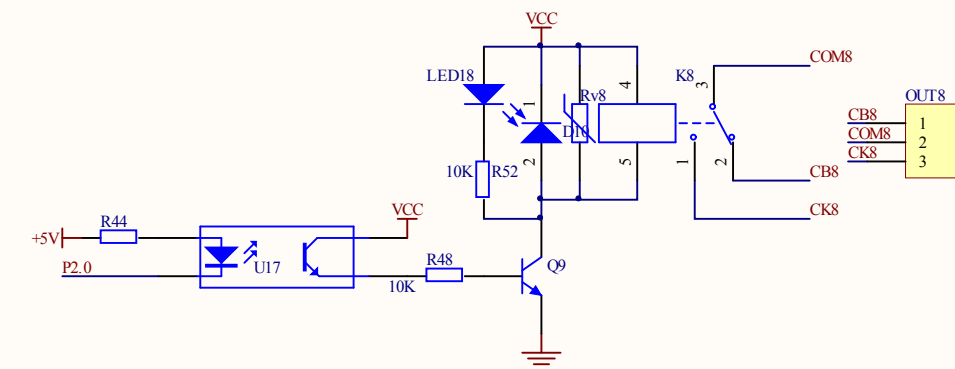 VCC
LED18
K8
COM8
4
3
Rv8
OUT8
1
CB8
1
D10
COM8
2
CK8
3
10K
R52
2
5
1
2
CB8
CK8
R44
VCC
+5V
P2.0
U17
R48
10K
Q9